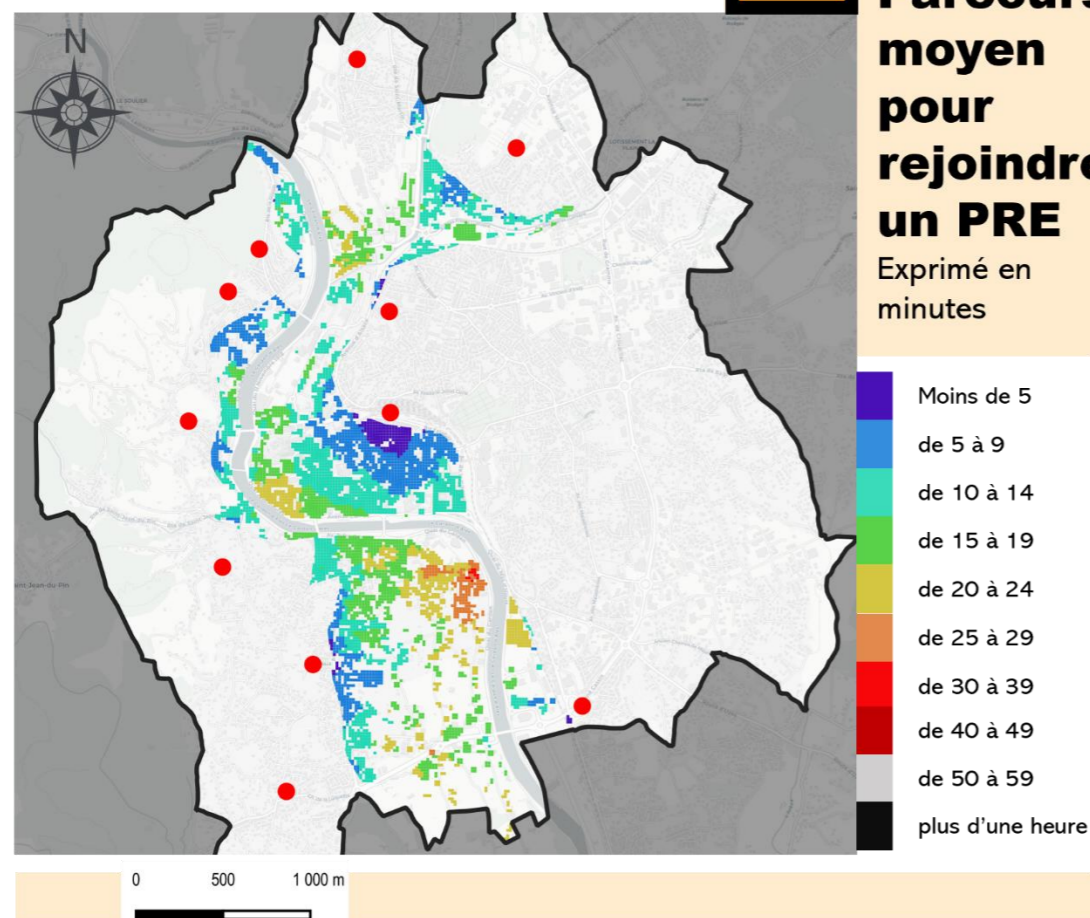 Parcours
moyen
pour
rejoindre
un PRE
Exprimé en
minutes
N
Moins de 5
de 5 à 9
de 10 à 14
de 15 à 19
de 20 à 24
de 25 à 29
de 30 à 39
de 40 à 49
de 50 à 59
plus d'une heure
0 500 1 000 m